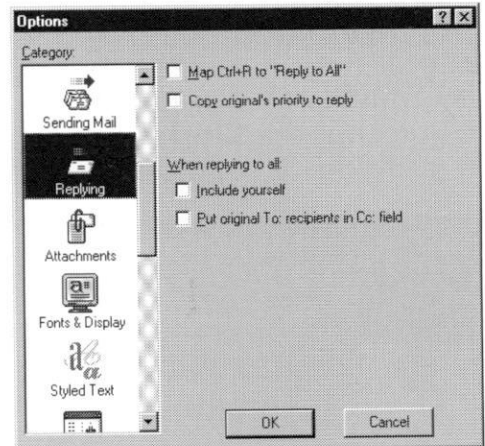 Options
Category:
Sending Mail
Replying
Attachments
Fonts & Display
Styled Text
Map Ctrl+R to "Reply to All"
Copy original's priority to reply
When replying to all:
Include yourself
Put original To: recipients in Cc: field
OK
Cancel